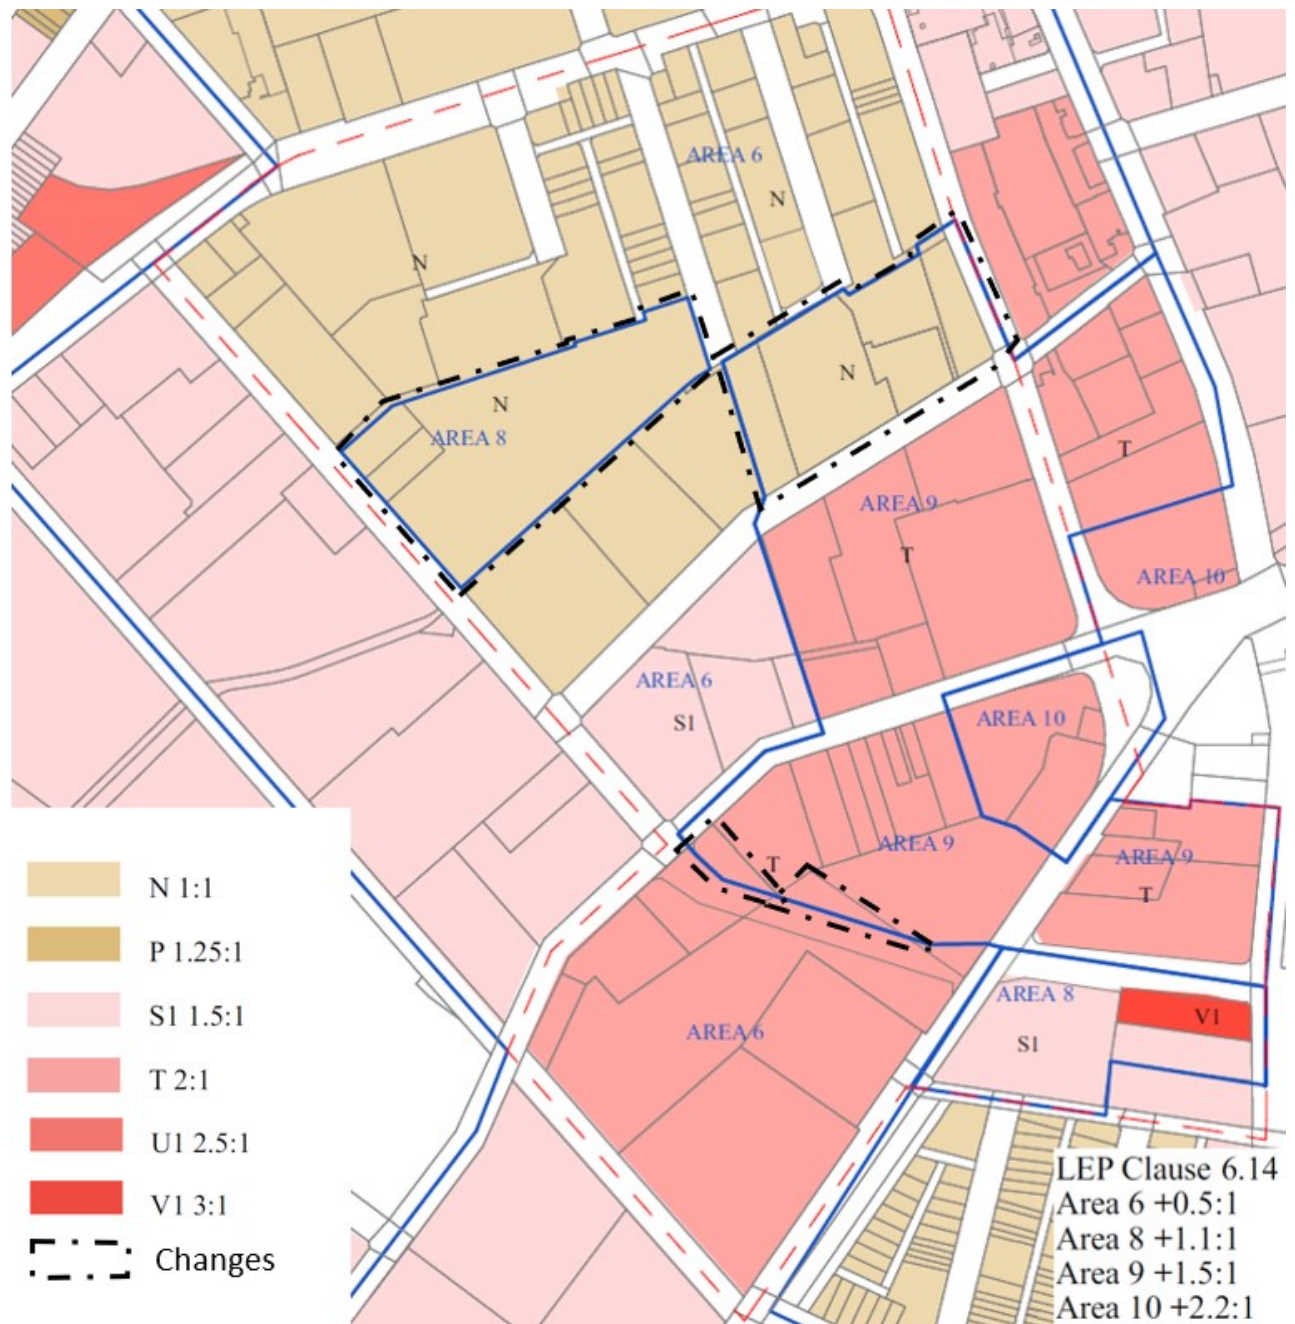 AREA 6
N
N
N
N
AREA 8
T
AREA 9
T
AREA 10
AREA 6
S1
AREA 10
AREA 9
T
AREA 9
T
AREA 8
S1
V1
AREA 6
N 1:1
P 1.25:1
S1 1.5:1
T 2:1
U1 2.5:1
V1 3:1
Changes
LEP Clause 6.14
Area 6 +0.5:1
Area 8 +1.1:1
Area 9 +1.5:1
Area 10 +2.2:1